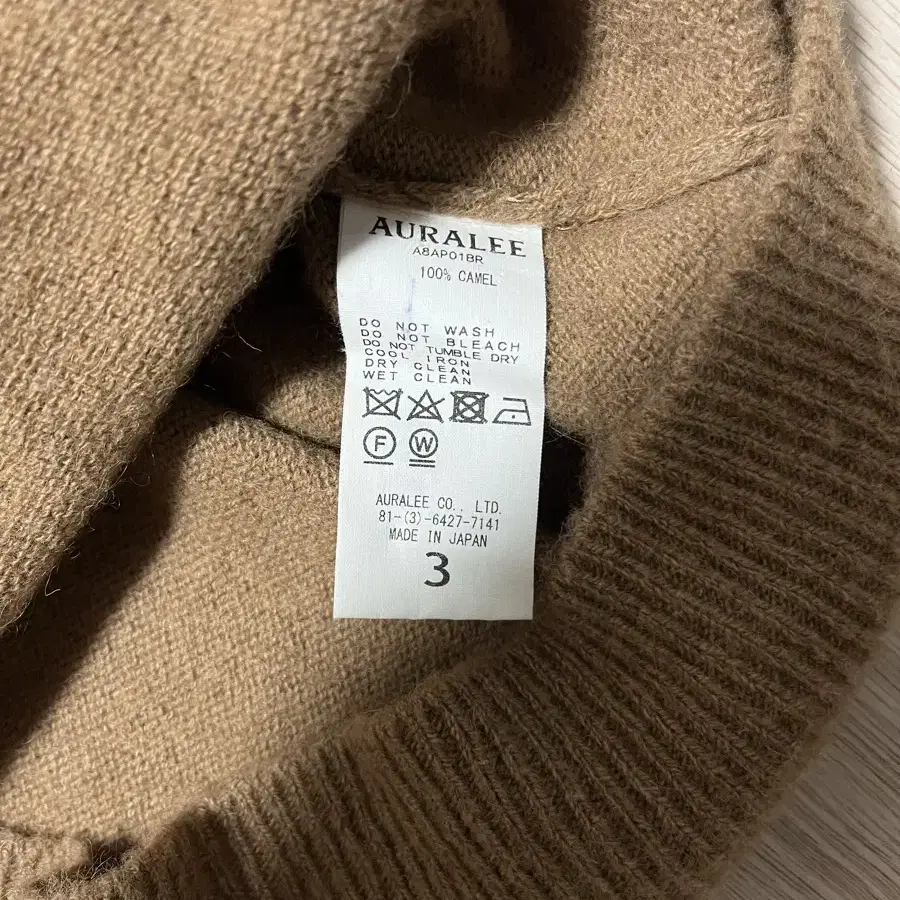 AURALEE
A8AP01BR
100% CAMEL
DO NOT WASH
DO NOT BLEACH
DO NOT TUMBLE DRY
COOL IRON
DRY CLEAN
WET CLEAN
F W
AURALEE CO., LTD.
81-(3)-6427-7141
MADE IN JAPAN
3